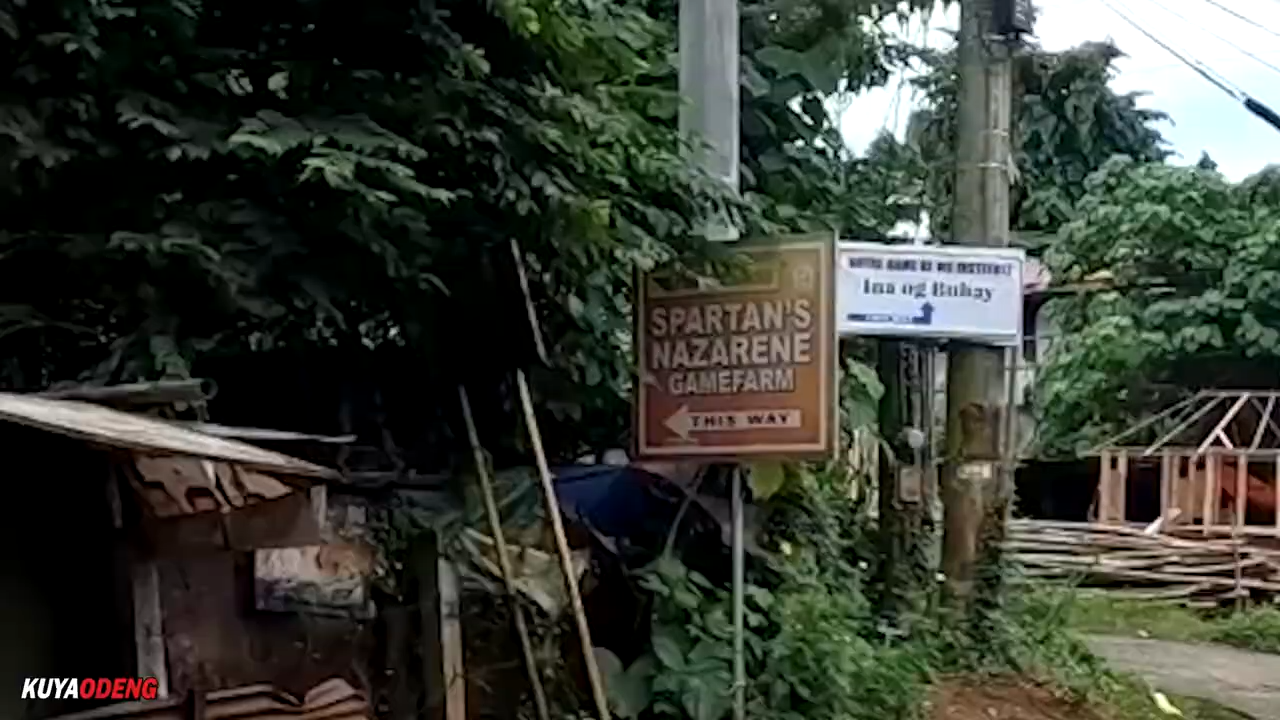 SPARTAN'S
NAZARENE
GAMEFARM
THIS WAY
Ina og Buhay
KUYAODENG